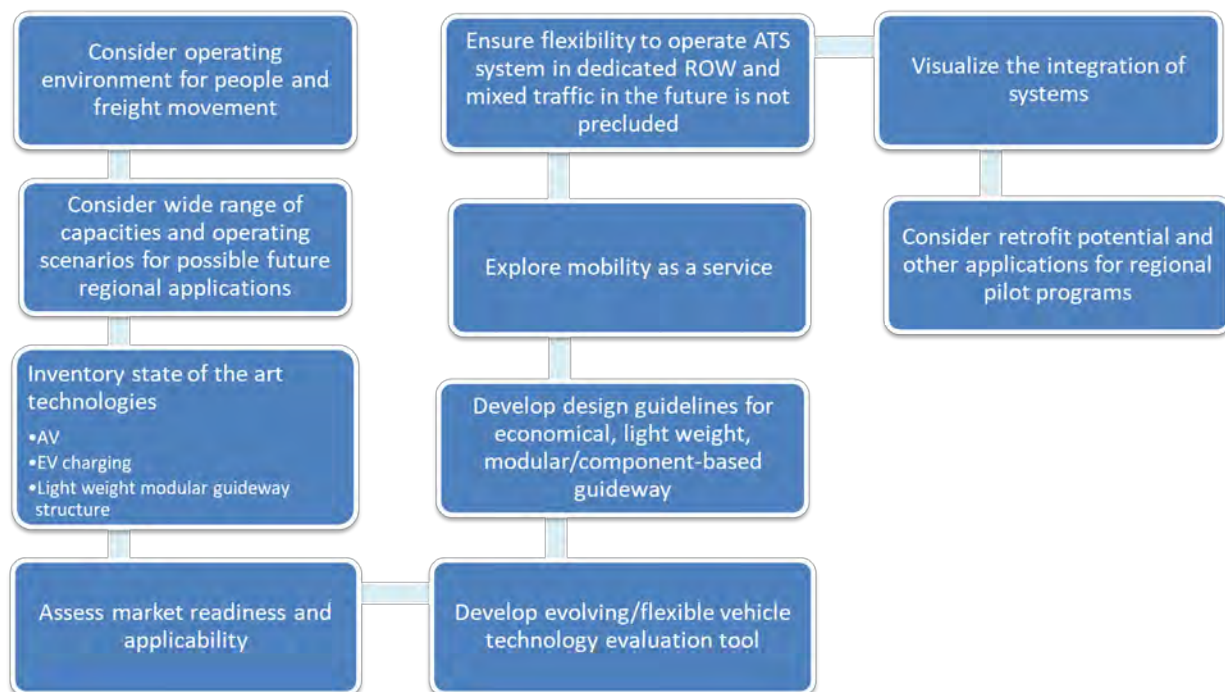 Consider operating
environment for people and
freight movement
Consider wide range of
capacities and operating
scenarios for possible future
regional applications
Inventory state of the art
technologies
•AV
•EV charging
•Light weight modular guideway
structure
Assess market readiness and
applicability
Develop evolving/flexible vehicle
technology evaluation tool
Develop design guidelines for
economical, light weight,
modular/component-based
guideway
Explore mobility as a service
Ensure flexibility to operate ATS
system in dedicated ROW and
mixed traffic in the future is not
precluded
Visualize the integration of
systems
Consider retrofit potential and
other applications for regional
pilot programs